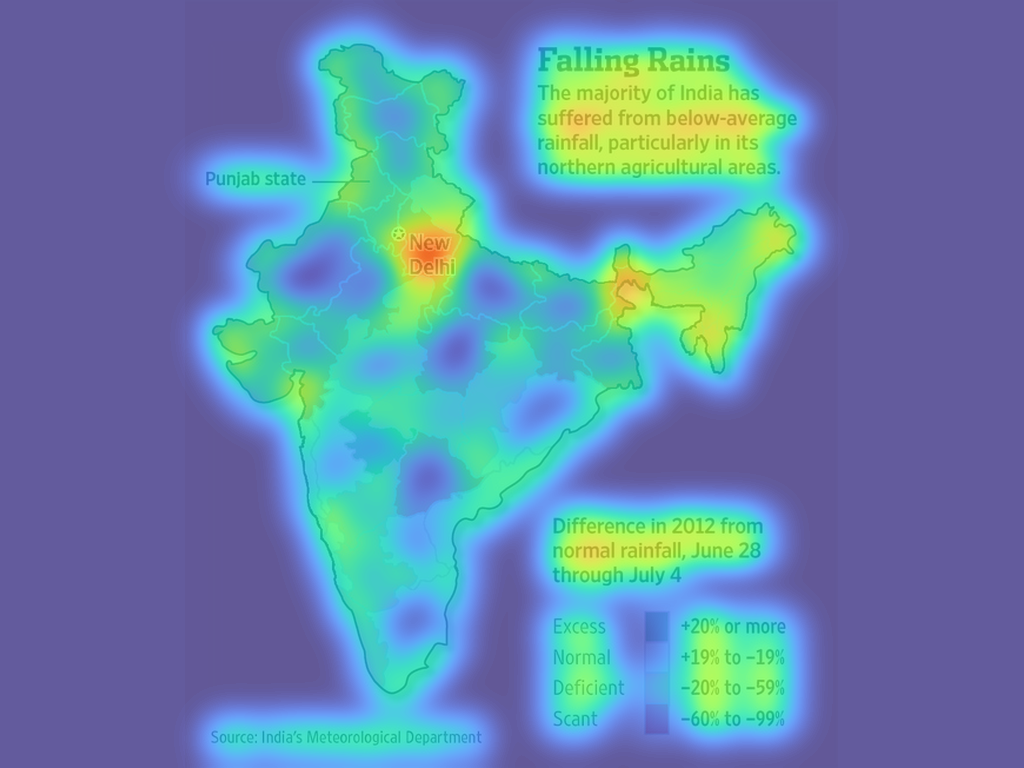 Falling Rains
The majority of India has
suffered from below-average
rainfall, particularly in its
northern agricultural areas.
Punjab state
New
Delhi
Difference in 2012 from
normal rainfall, June 28
through July 4
Excess +20% or more
Normal +19% to –19%
Deficient –20% to –59%
Scant –60% to –99%
Source: India's Meteorological Department